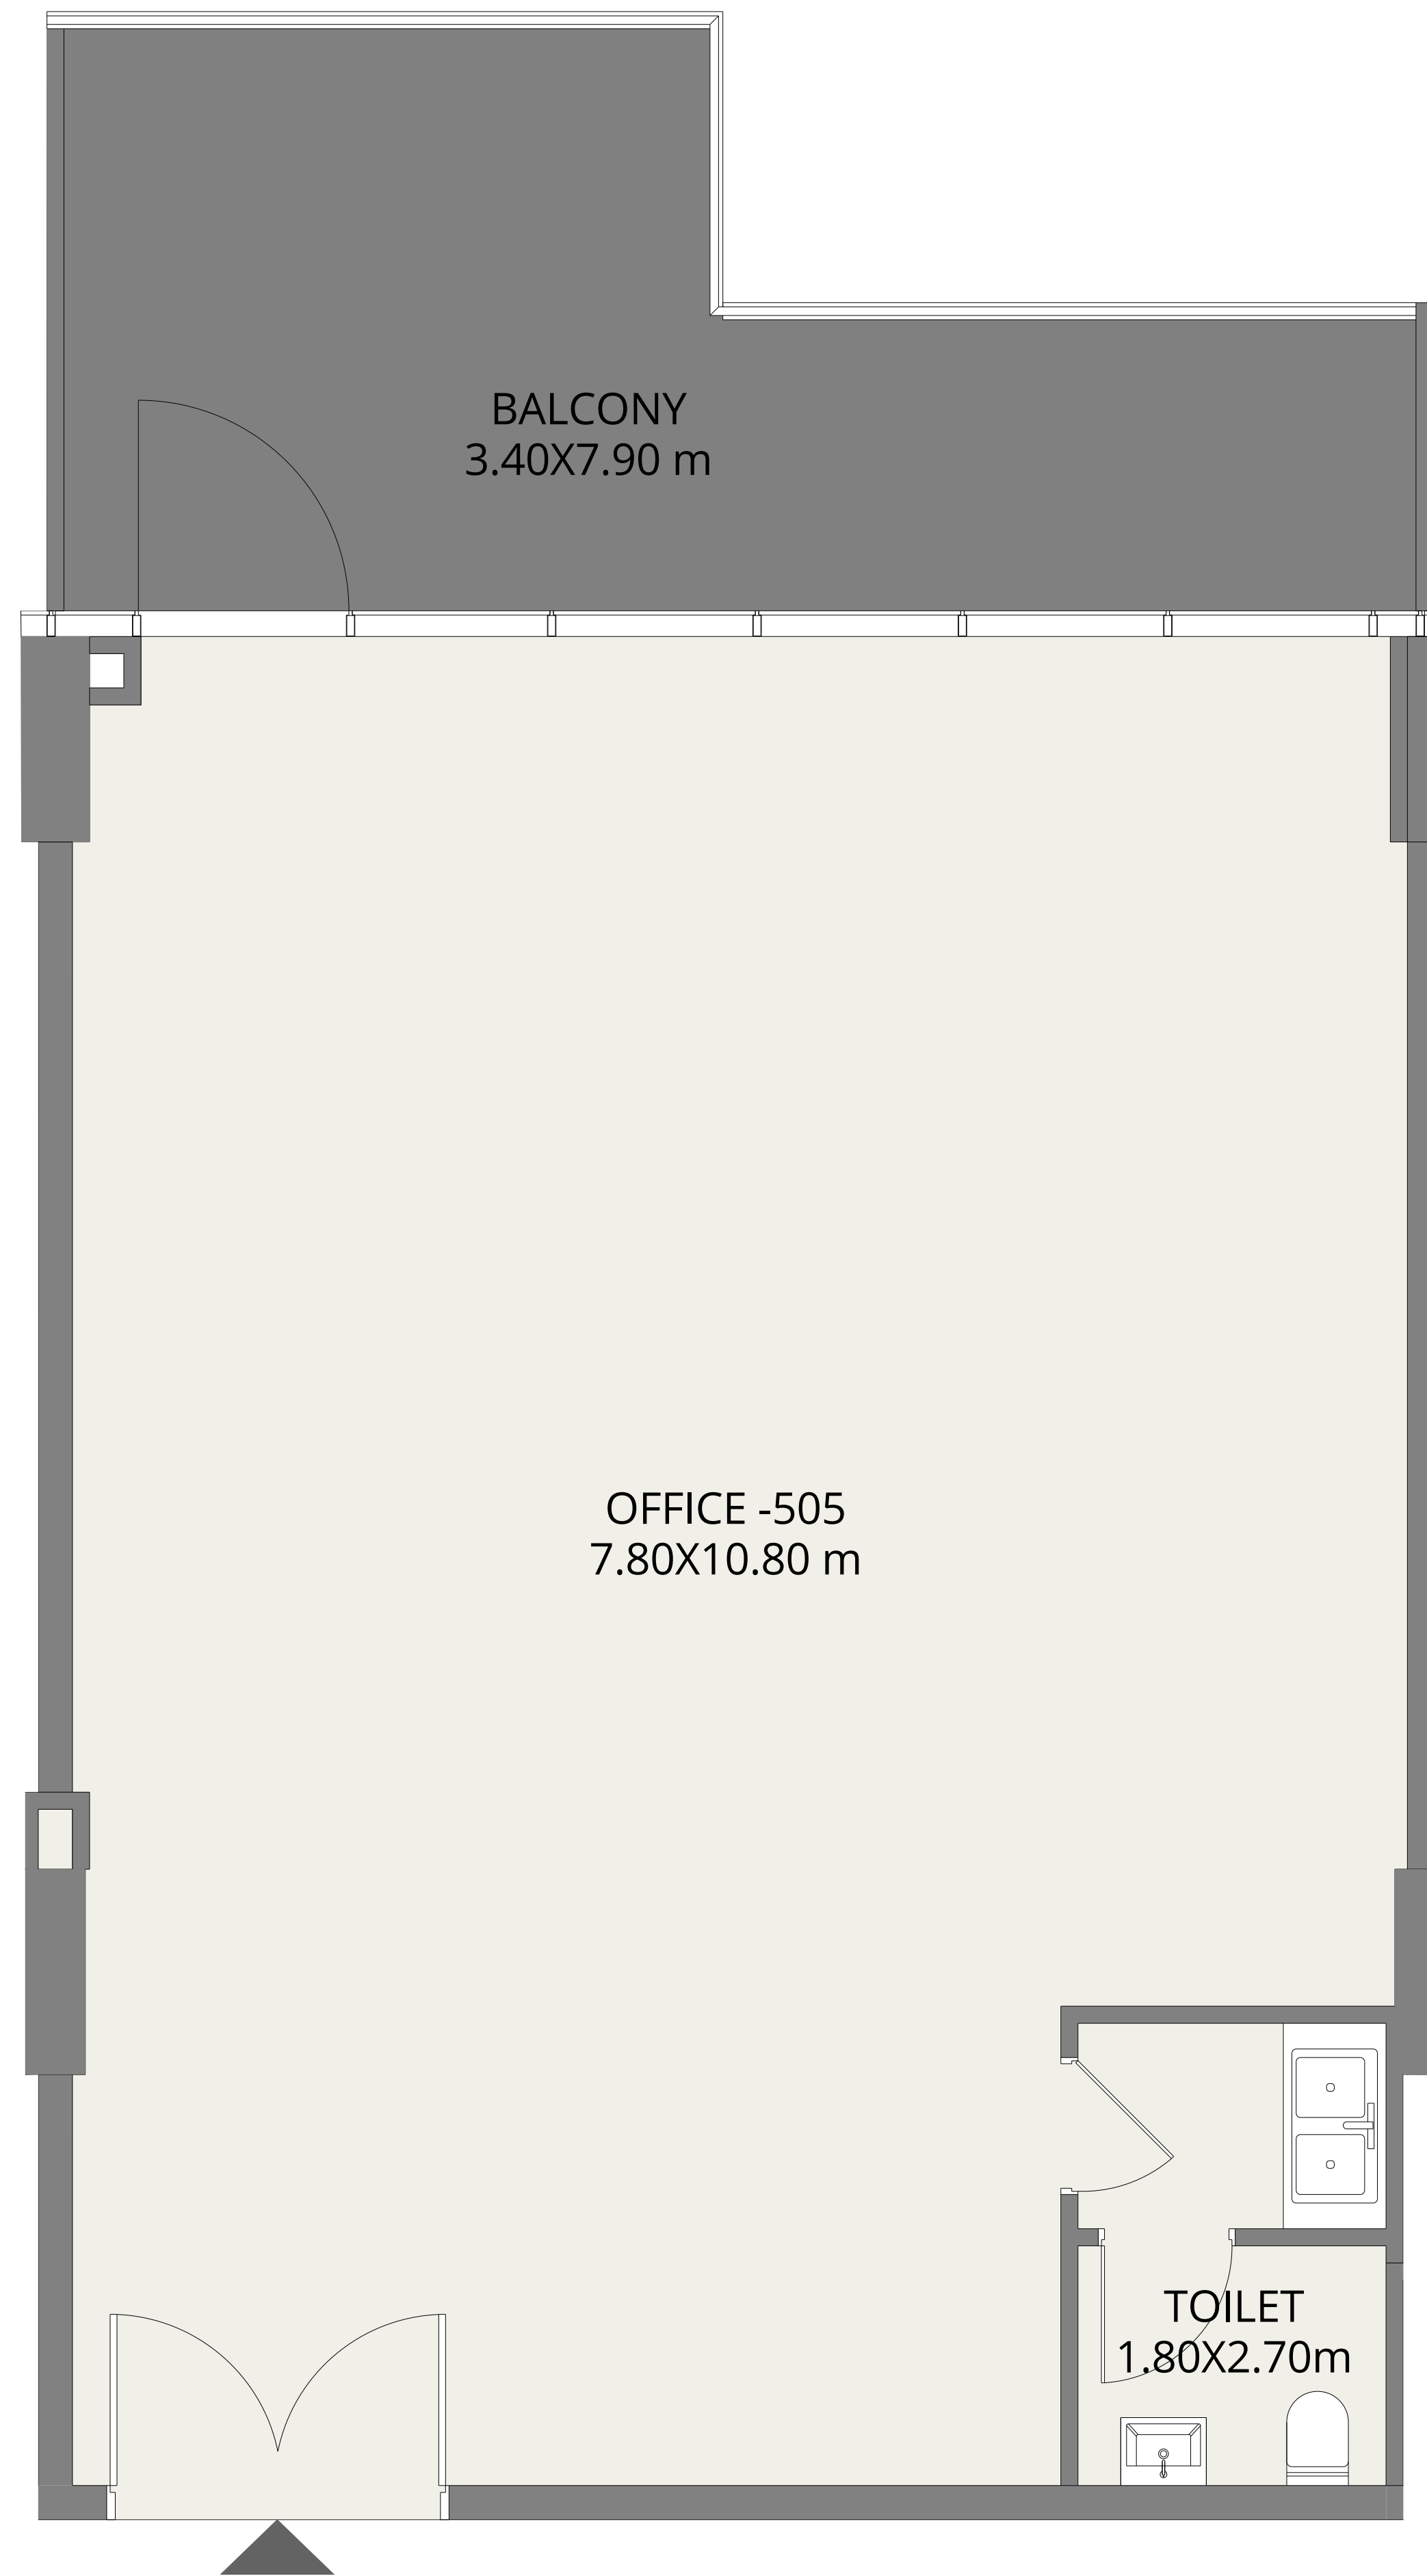 BALCONY
3.40X7.90 m
OFFICE -505
7.80X10.80 m
TOILET
1.80X2.70m